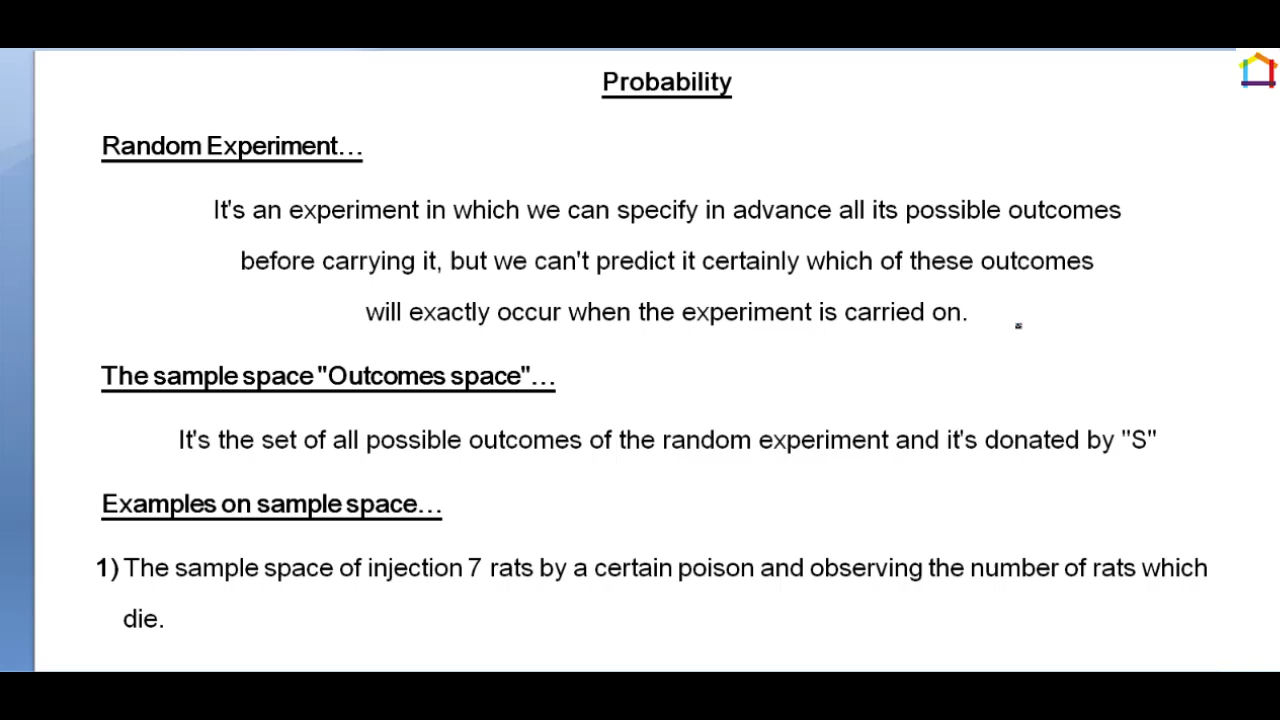 Probability
Random Experiment...
It's an experiment in which we can specify in advance all its possible outcomes
before carrying it, but we can't predict it certainly which of these outcomes
will exactly occur when the experiment is carried on.
The sample space "Outcomes space"...
It's the set of all possible outcomes of the random experiment and it's donated by "S"
Examples on sample space...
1) The sample space of injection 7 rats by a certain poison and observing the number of rats which
die.